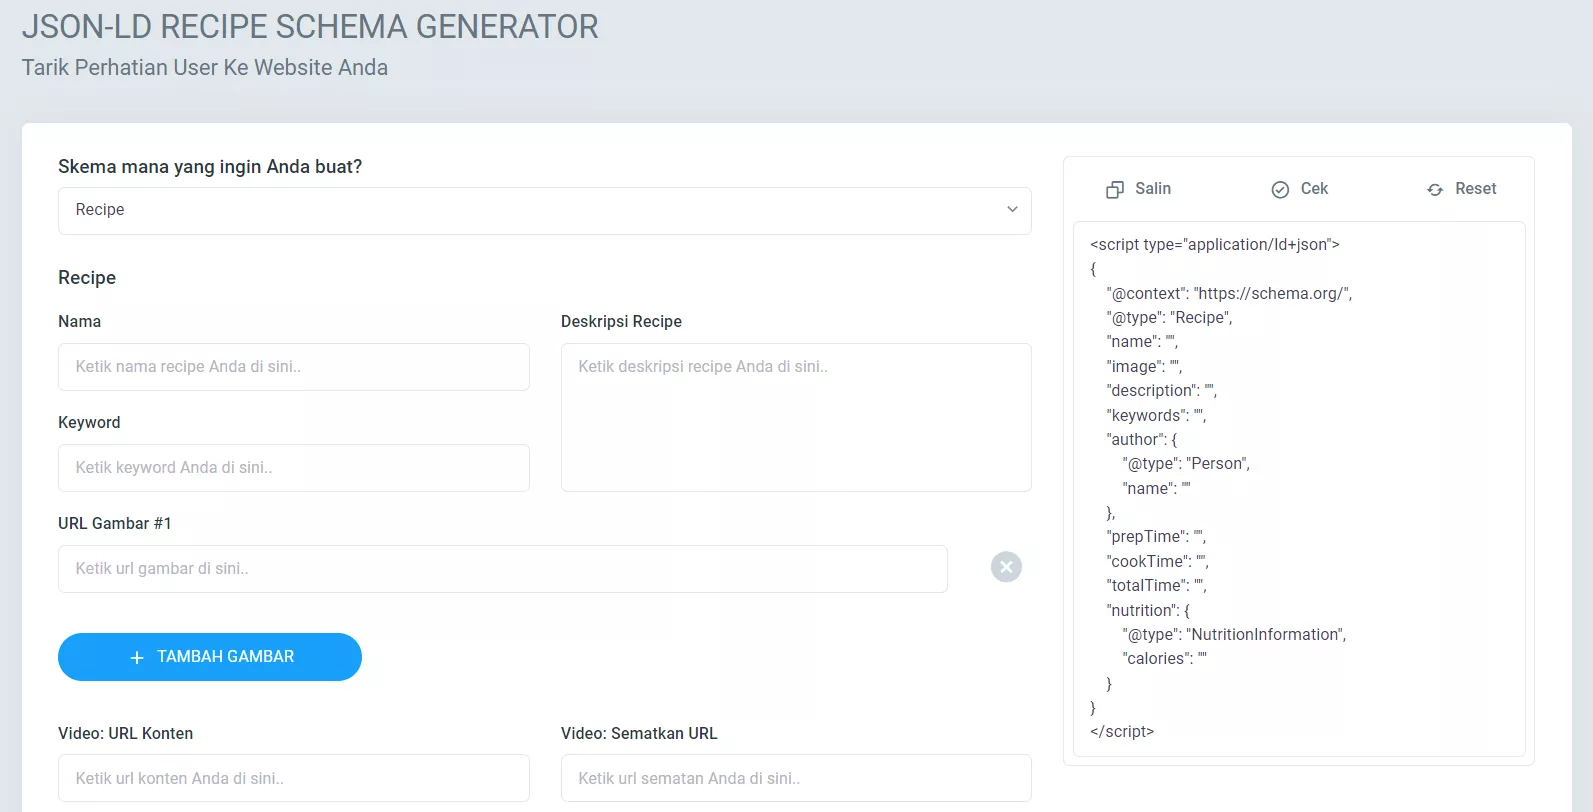 JSON-LD RECIPE SCHEMA GENERATOR
Tarik Perhatian User Ke Website Anda
Skema mana yang ingin Anda buat?
Recipe
Recipe
Nama
Deskripsi Recipe
Ketik nama recipe Anda di sini..
Ketik deskripsi recipe Anda di sini..
Keyword
Ketik keyword Anda di sini..
URL Gambar #1
Ketik url gambar di sini..
+ TAMBAH GAMBAR
Video: URL Konten
Video: Sematkan URL
Ketik url konten Anda di sini..
Ketik url sematan Anda di sini..
Salin
Cek
Reset
<script type="application/ld+json">
{
"@context": "https://schema.org/",
"@type": "Recipe",
"name": "",
"image": "",
"description": "",
"keywords": "",
"author": {
"@type": "Person",
"name": ""
},
"prepTime": "",
"cookTime": "",
"totalTime": "",
"nutrition": {
"@type": "NutritionInformation",
"calories": ""
}
}
</script>